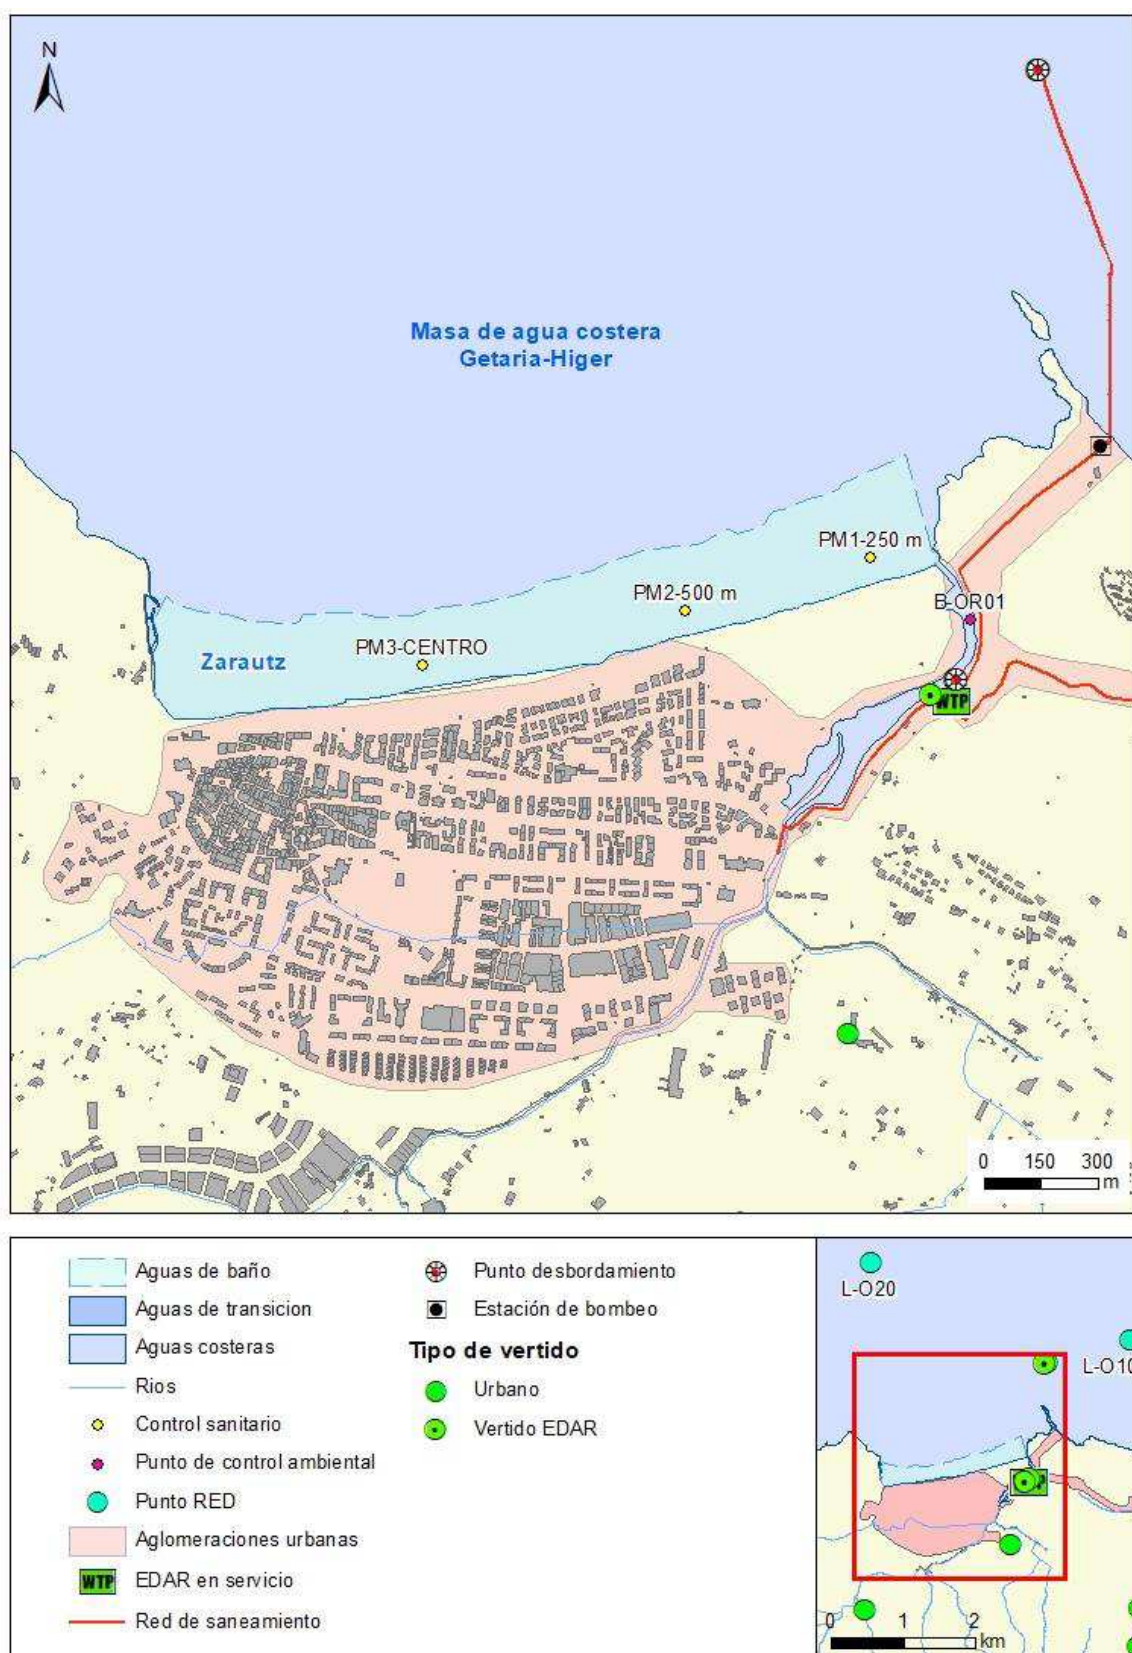 N
Masa de agua costera
Getaria-Higer
PM1-250 m
PM2-500 m
B-OR01
PM3-CENTRO
Zarautz
WTP
0 150 300
m
Aguas de baño
Aguas de transicion
Aguas costeras
Rios
Control sanitario
Punto de control ambiental
Punto RED
Aglomeraciones urbanas
WTP EDAR en servicio
Red de saneamiento
Punto desbordamiento
Estación de bombeo
Tipo de vertido
Urbano
Vertido EDAR
L-O20
L-O10
0 1 2
km